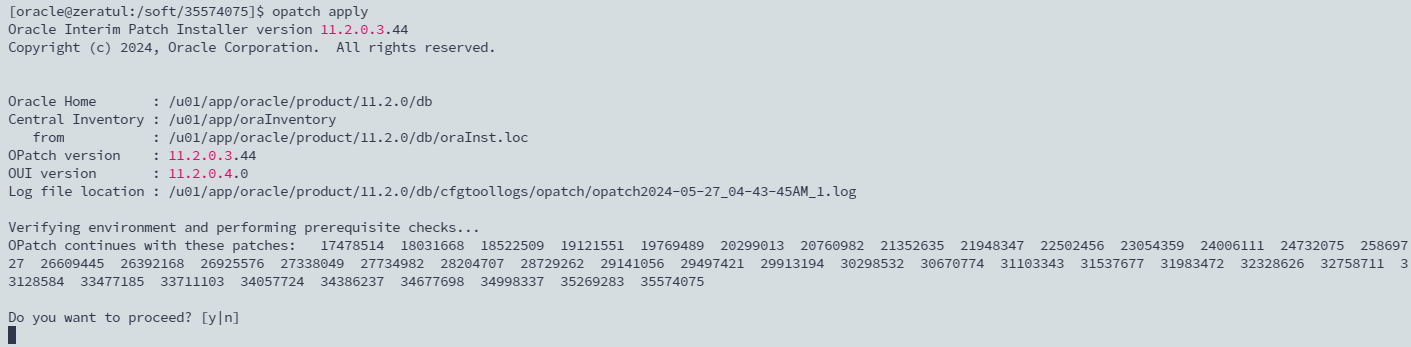 [oracle@zeratul:/soft/35574075]$ opatch apply
Oracle Interim Patch Installer version 11.2.0.3.44
Copyright (c) 2024, Oracle Corporation.  All rights reserved.
Oracle Home       : /u01/app/oracle/product/11.2.0/db
Central Inventory : /u01/app/oraInventory
   from           : /u01/app/oracle/product/11.2.0/db/oraInst.loc
OPatch version    : 11.2.0.3.44
OUI version       : 11.2.0.4.0
Log file location : /u01/app/oracle/product/11.2.0/db/cfgtoollogs/opatch/opatch2024-05-27_04-43-45AM_1.log
Verifying environment and performing prerequisite checks...
OPatch continues with these patches:   17478514  18031668  18522509  19121551  19769489  20299013  20760982  21352635  21948347  22502456  23054359  24006111  24732075  258697
27  26609445  26392168  26925576  27338049  27734982  28204707  28729262  29141056  29497421  29913194  30298532  30670774  31103343  31537677  31983472  32328626  32758711  3
3128584  33477185  33711103  34057724  34386237  34677698  34998337  35269283  35574075
Do you want to proceed? [y|n]